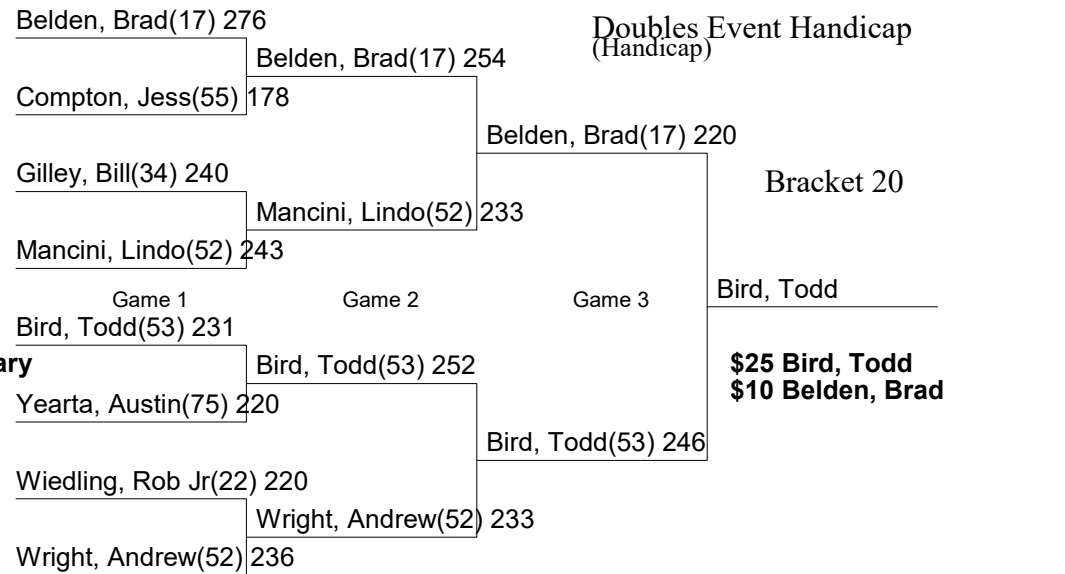 Belden, Brad(17) 276
Doubles Event Handicap
(Handicap)
Belden, Brad(17) 254
Compton, Jess(55) 178
Belden, Brad(17) 220
Gilley, Bill(34) 240
Bracket 20
Mancini, Lindo(52) 233
Mancini, Lindo(52) 243
Game 1
Game 2
Game 3
Bird, Todd
Bird, Todd(53) 231
ary
Bird, Todd(53) 252
$25 Bird, Todd
$10 Belden, Brad
Yearta, Austin(75) 220
Bird, Todd(53) 246
Wiedling, Rob Jr(22) 220
Wright, Andrew(52) 233
Wright, Andrew(52) 236